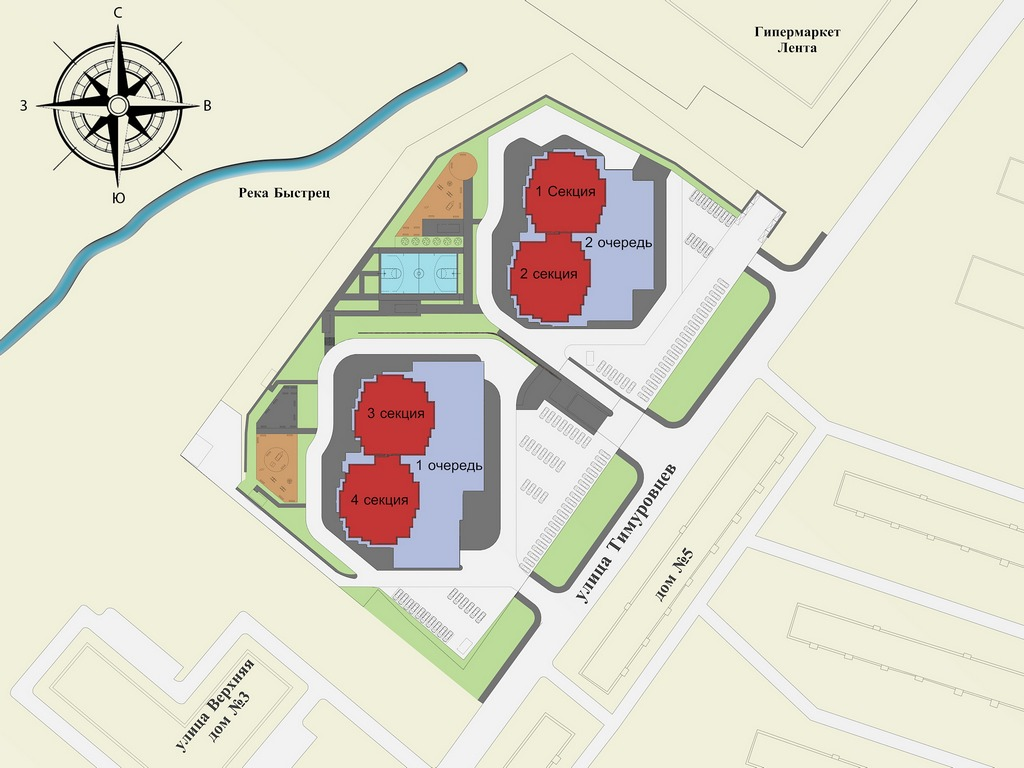 С
Гипермаркет
Лента
З
В
Ю
Река Быстрец
1 Секция
2 очередь
2 секция
3 секция
1 очередь
4 секция
улица Тимуровцев
дом №5
улица Верхняя
дом №3